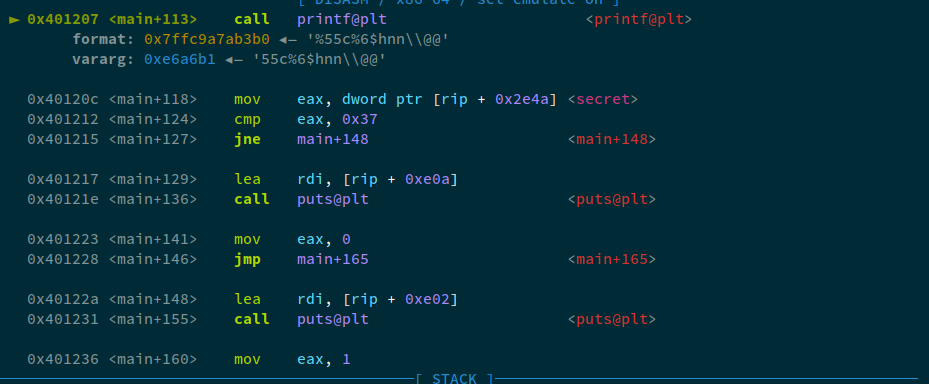 [ DISASM / x86-64 / set emulate on ]
► 0x401207 <main+113> call printf@plt <printf@plt>
format: 0x7ffc9a7ab3b0 ◄— '%55c%6$hnn\\@@'
vararg: 0xe6a6b1 ◄— '55c%6$hnn\\@@'
0x40120c <main+118> mov eax, dword ptr [rip + 0x2e4a] <secret>
0x401212 <main+124> cmp eax, 0x37
0x401215 <main+127> jne main+148 <main+148>
0x401217 <main+129> lea rdi, [rip + 0xe0a]
0x40121e <main+136> call puts@plt <puts@plt>
0x401223 <main+141> mov eax, 0
0x401228 <main+146> jmp main+165 <main+165>
0x40122a <main+148> lea rdi, [rip + 0xe02]
0x401231 <main+155> call puts@plt <puts@plt>
0x401236 <main+160> mov eax, 1
[ STACK ]